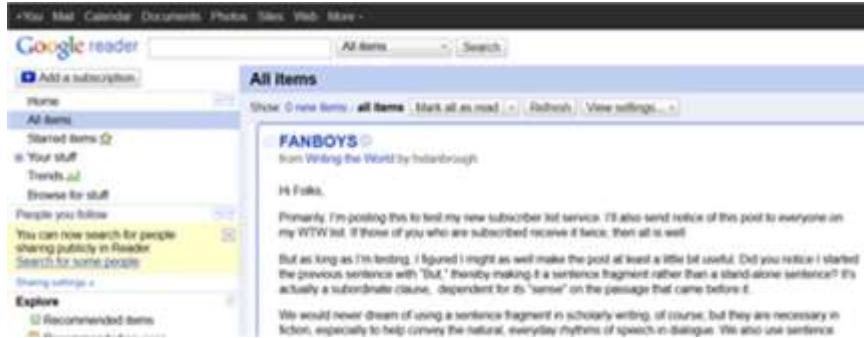 +You Mail Calendar Documents Photos Sites Web More
Google reader All items Search
Add a subscription
Home
All items
Starred items
Your stuff
Trends
Browse for stuff
People you follow
You can now search for people
sharing publicly in Reader
Search for some people
Sharing settings »
Explore
Recommended items
All items
Show: 0 new items - all items Mark all as read Refresh View settings...
FANBOYS
from Writing the World by hstanbrough
Hi Folks,
Primarily, I'm posting this to test my new subscriber list service. I'll also send notice of this post to everyone on
my WTW list. If those of you who are subscribed receive it twice, then all is well.
But as long as I'm testing, I figured I might as well make the post at least a little bit useful. Did you notice I started
the previous sentence with "But," thereby making it a sentence fragment rather than a stand-alone sentence? It's
actually a subordinate clause, dependent for its "sense" on the passage that came before it.
We would never dream of using a sentence fragment in scholarly writing, of course, but they are necessary in
fiction, especially to help convey the natural, everyday rhythms of speech in dialogue. We also use sentence